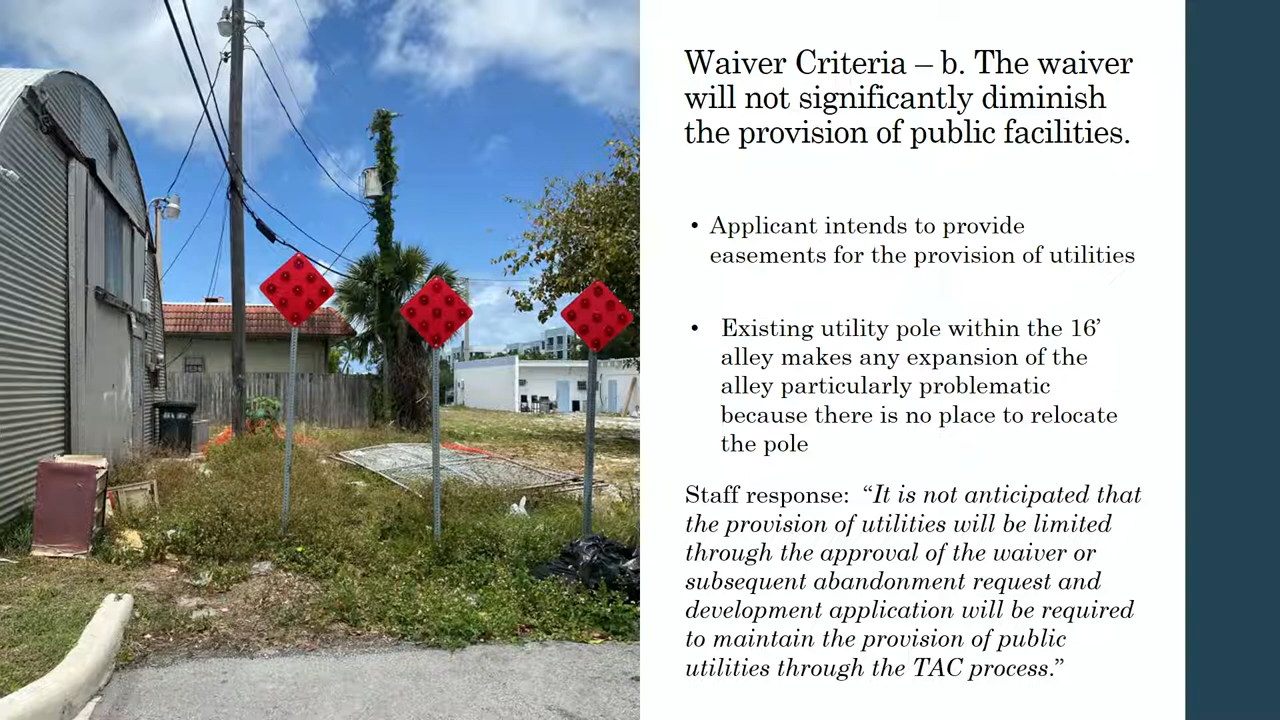 Waiver Criteria – b. The waiver
will not significantly diminish
the provision of public facilities.
• Applicant intends to provide
easements for the provision of utilities
• Existing utility pole within the 16’
alley makes any expansion of the
alley particularly problematic
because there is no place to relocate
the pole
Staff response: “It is not anticipated that
the provision of utilities will be limited
through the approval of the waiver or
subsequent abandonment request and
development application will be required
to maintain the provision of public
utilities through the TAC process.”